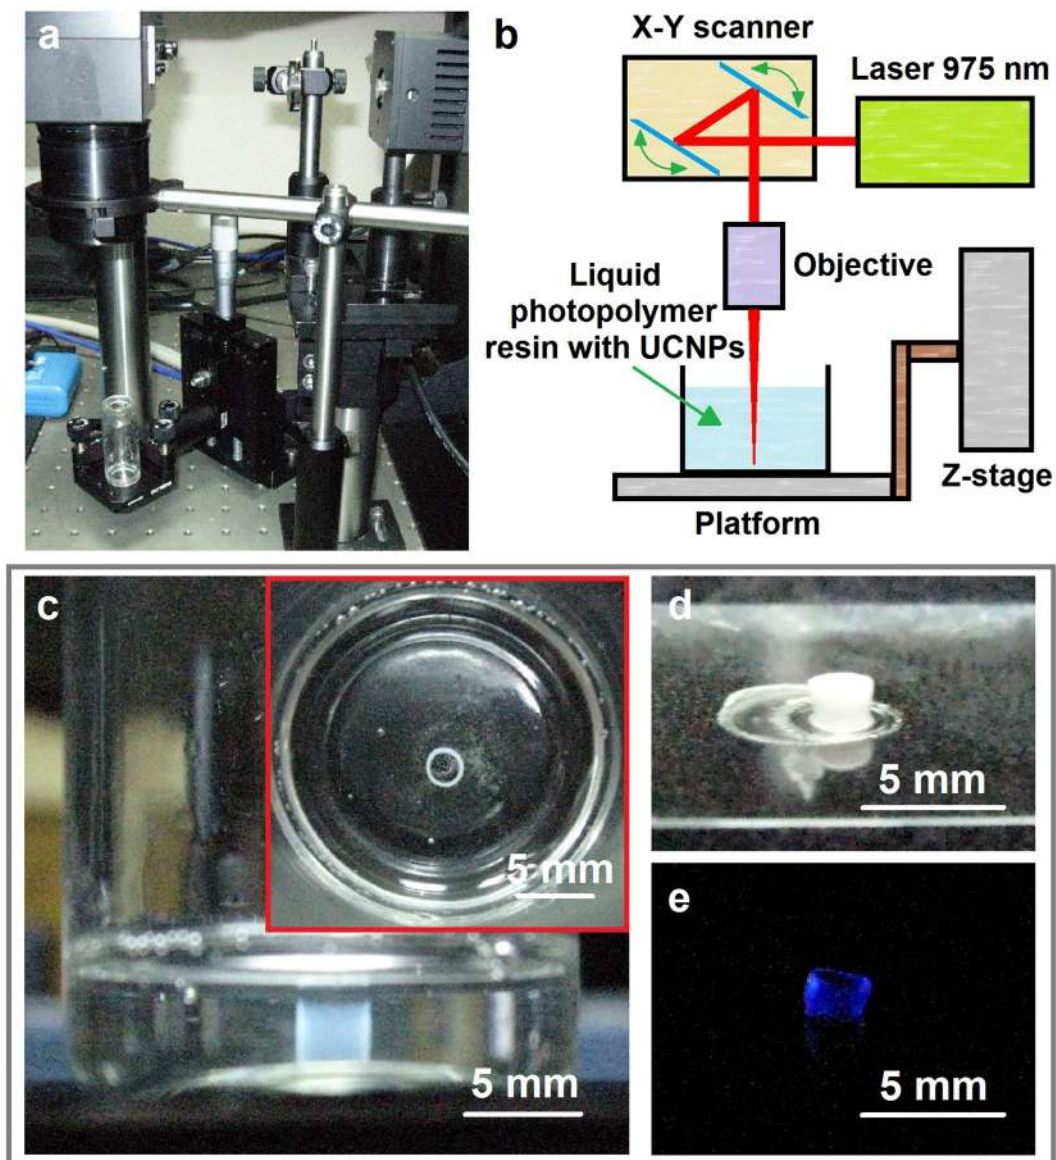 a
b
X-Y scanner
Laser 975 nm
Objective
Liquid
photopolymer
resin with UCNPs
Z-stage
Platform
c
5 mm
5 mm
d
5 mm
e
5 mm